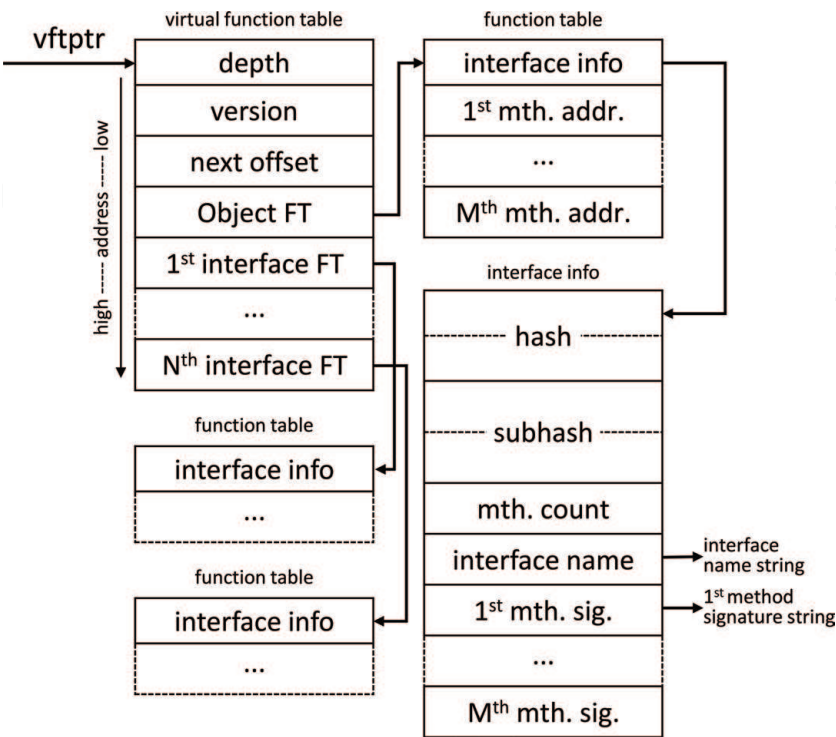 vftptr
virtual function table
depth
version
next offset
Object FT
1st interface FT
...
Nth interface FT
high ------ address ------ low
function table
interface info
1st mth. addr.
...
Mth mth. addr.
interface info
hash
subhash
mth. count
interface name
1st mth. sig.
...
Mth mth. sig.
interface
name string
1st method
signature string
function table
interface info
...
function table
interface info
...